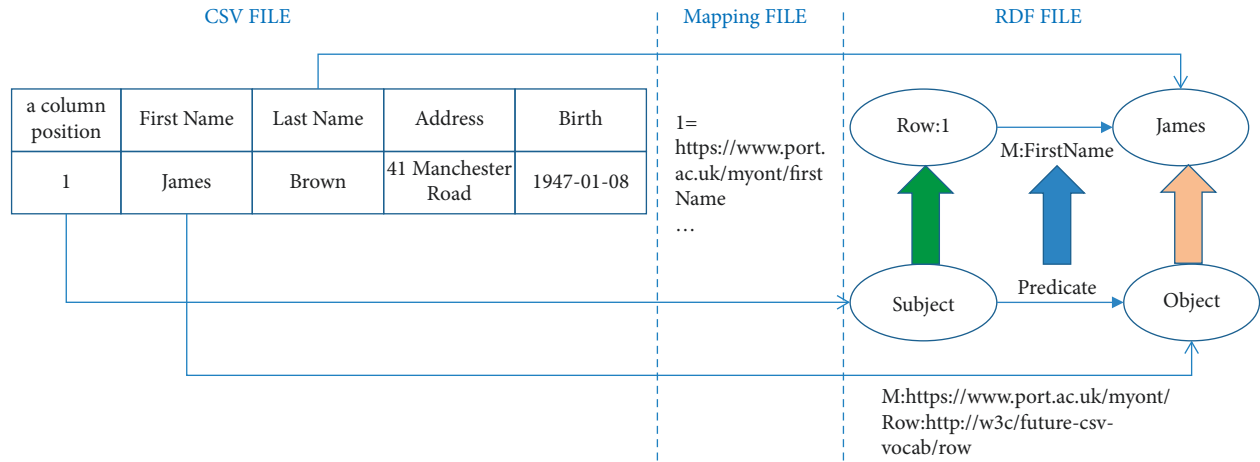 CSV FILE
Mapping FILE
RDF FILE
a column
position
First Name
Last Name
Address
Birth
1
James
Brown
41 Manchester
Road
1947-01-08
1=
https://www.port.
ac.uk/myont/first
Name
...
Row:1
M:FirstName
James
Subject
Predicate
Object
M:https://www.port.ac.uk/myont/
Row:http://w3c/future-csv-
vocab/row